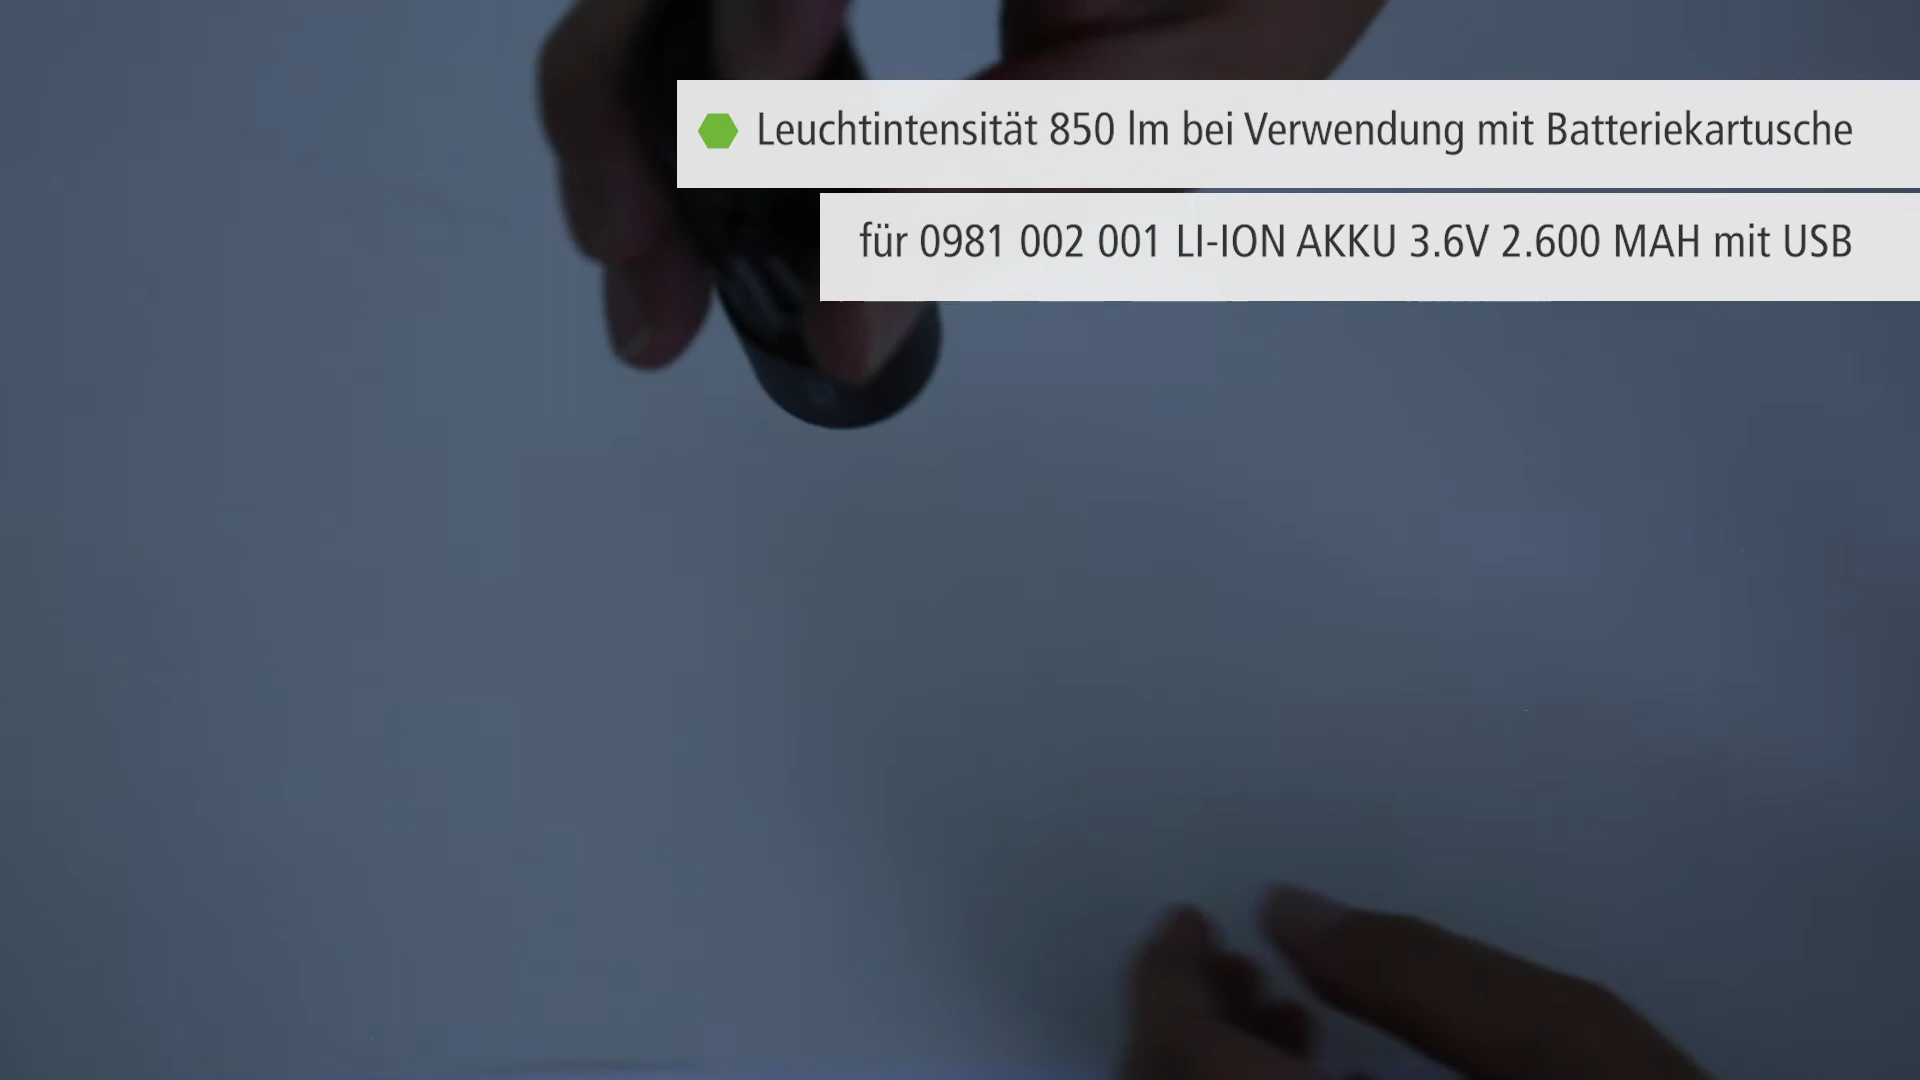 Leuchtintensität 850 lm bei Verwendung mit Batteriekartusche
für 0981 002 001 LI-ION AKKU 3.6V 2.600 MAH mit USB